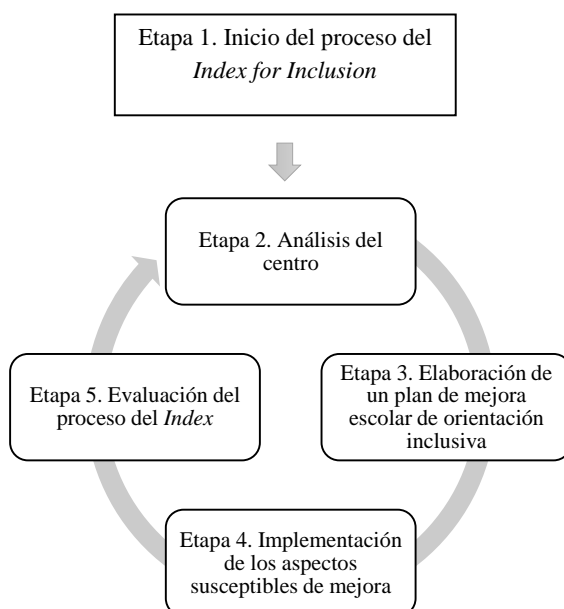 Etapa 1. Inicio del proceso del
Index for Inclusion
Etapa 2. Análisis del
centro
Etapa 3. Elaboración de
un plan de mejora
escolar de orientación
inclusiva
Etapa 4. Implementación
de los aspectos
susceptibles de mejora
Etapa 5. Evaluación del
proceso del Index